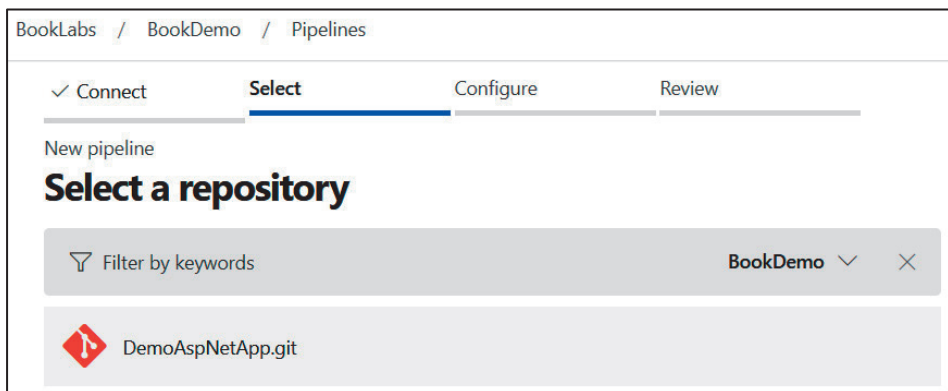 BookLabs / BookDemo / Pipelines
Connect Select Configure Review
New pipeline
Select a repository
Filter by keywords BookDemo
DemoAspNetApp.git